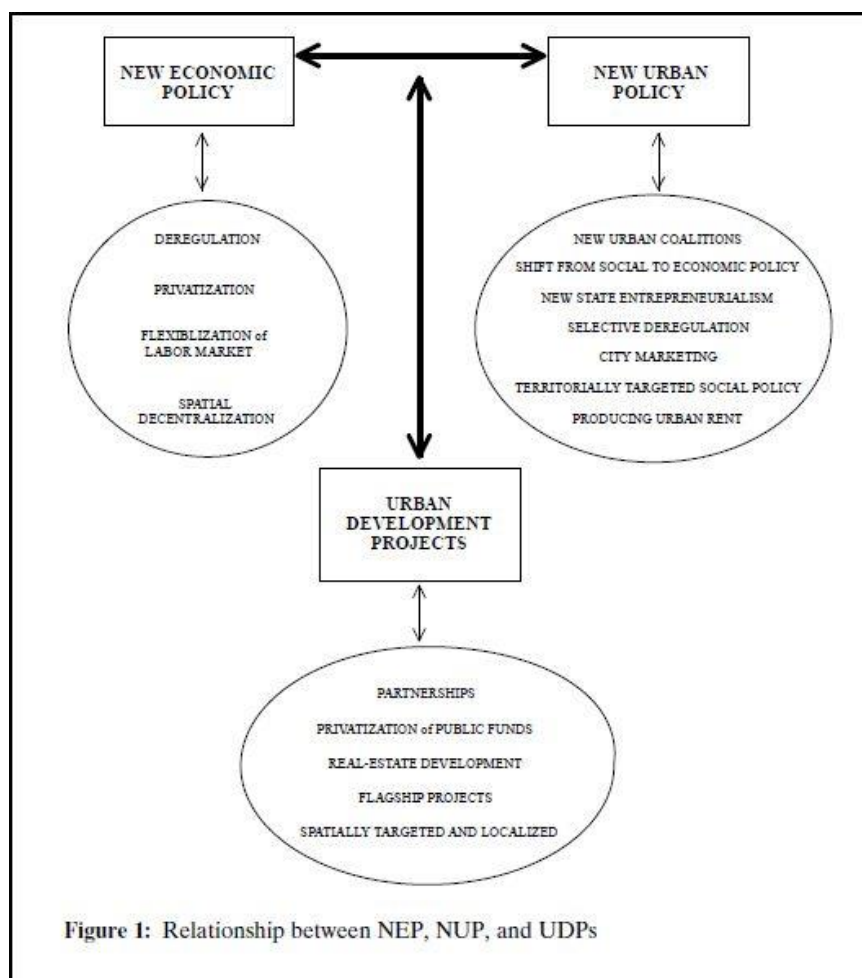 NEW ECONOMIC
POLICY
NEW URBAN
POLICY
DEREGULATION
PRIVATIZATION
FLEXIBLIZATION of
LABOR MARKET
SPATIAL
DECENTRALIZATION
NEW URBAN COALITIONS
SHIFT FROM SOCIAL TO ECONOMIC POLICY
NEW STATE ENTREPRENEURIALISM
SELECTIVE DEREGULATION
CITY MARKETING
TERRITORIALLY TARGETED SOCIAL POLICY
PRODUCING URBAN RENT
URBAN
DEVELOPMENT
PROJECTS
PARTNERSHIPS
PRIVATIZATION of PUBLIC FUNDS
REAL-ESTATE DEVELOPMENT
FLAGSHIP PROJECTS
SPATIALLY TARGETED AND LOCALIZED
Figure 1: Relationship between NEP, NUP, and UDPs